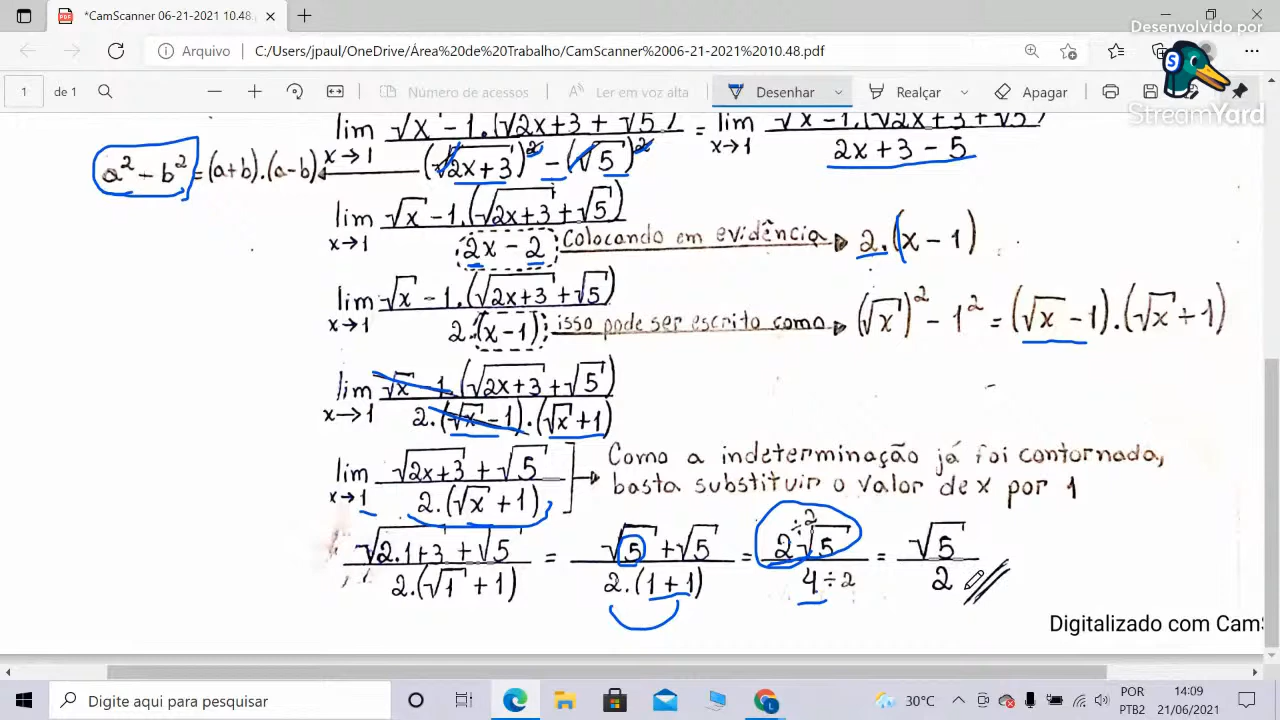 *CamScanner 06-21-2021 10.48.
Desenvolvido por
Arquivo C:/Users/jpaul/OneDrive/Área%20de%20Trabalho/CamScanner%2006-21-2021%2010.48.pdf
StreamYard
1 de 1 Número de acesso Ler em voz alta Desenhar Realçar Apagar
lim x→1 √x - 1.(√2x+3 + √5) / (√2x+3)² - (√5)² = lim x→1 √x - 1.(√2x+3 + √5) / 2x + 3 - 5
a² - b² = (a+b).(a-b)
lim x→1 √x - 1.(√2x+3 + √5) / 2x - 2 Colocando em evidência 2.(x - 1)
lim x→1 √x - 1.(√2x+3 + √5) / 2.(x-1) isso pode ser escrito como (√x)² - 1² = (√x - 1).(√x + 1)
lim x→1 √x - 1.(√2x+3 + √5) / 2.(√x - 1).(√x + 1)
lim x→1 √2x+3 + √5 / 2.(√x + 1) Como a indeterminação já foi contornada,
basta substituir o valor de x por 1
√2.1+3 + √5 / 2.(√1 + 1) = √5 + √5 / 2.(1 + 1) = 2√5 ÷2 / 4 ÷2 = √5 / 2
Digitalizado com Cam
Digite aqui para pesquisar 30°C POR PTB2 14:09 21/06/2021